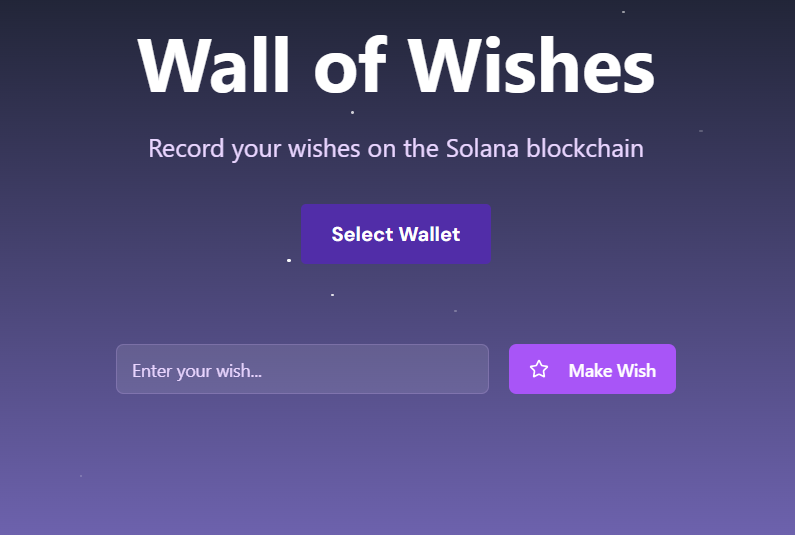 Wall of Wishes
Record your wishes on the Solana blockchain
Select Wallet
Enter your wish...
Make Wish